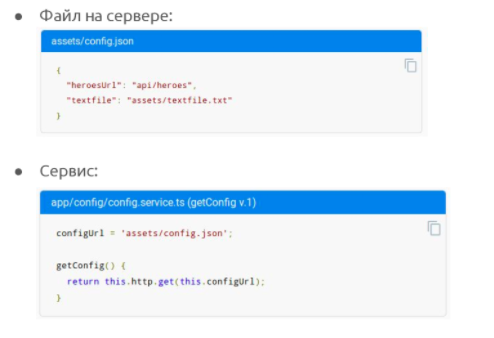 ● Файл на сервере:
assets/config.json
{
"heroesUrl": "api/heroes",
"textfile": "assets/textfile.txt"
}
● Сервис:
app/config/config.service.ts (getConfig v.1)
configUrl = 'assets/config.json';
getConfig() {
return this.http.get(this.configUrl);
}